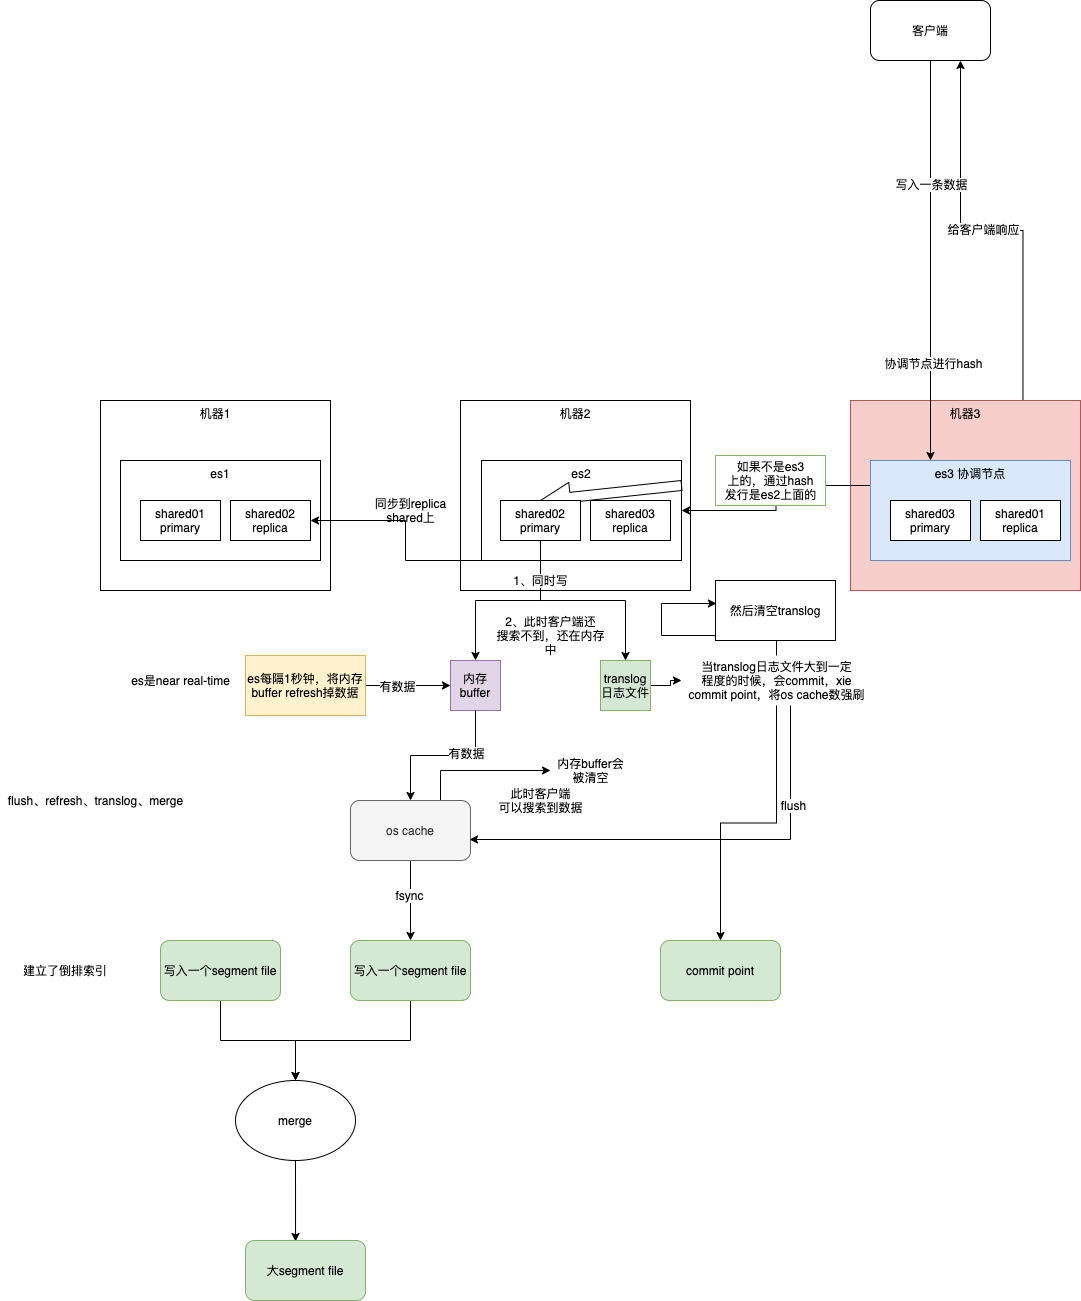 客户端
写入一条数据
给客户端响应
协调节点进行hash
机器1
机器2
机器3
es1
es2
es3 协调节点
如果不是es3
上的，通过hash
发行是es2上面的
shared01
primary
shared02
replica
同步到replica
shared上
shared02
primary
shared03
replica
shared03
primary
shared01
replica
1、同时写
然后清空translog
2、此时客户端还
搜索不到，还在内存
中
es是near real-time
es每隔1秒钟，将内存
buffer refresh掉数据
有数据
内存
buffer
translog
日志文件
当translog日志文件大到一定
程度的时候，会commit，xie
commit point，将os cache数强刷
有数据
内存buffer会
被清空
此时客户端
可以搜索到数据
flush、refresh、translog、merge
os cache
flush
fsync
建立了倒排索引
写入一个segment file
写入一个segment file
commit point
merge
大segment file